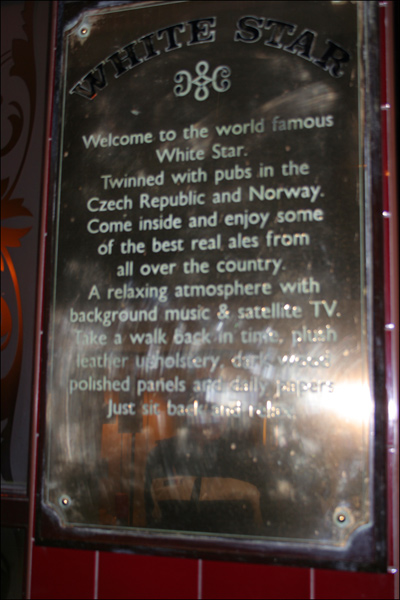 WHITE STAR
Welcome to the world famous
White Star.
Twinned with pubs in the
Czech Republic and Norway.
Come inside and enjoy some
of the best real ales from
all over the country.
A relaxing atmosphere with
background music & satellite TV.
Take a walk back in time, plush
leather upholstery, dark wood
polished panels and daily papers
Just sit back and relax.